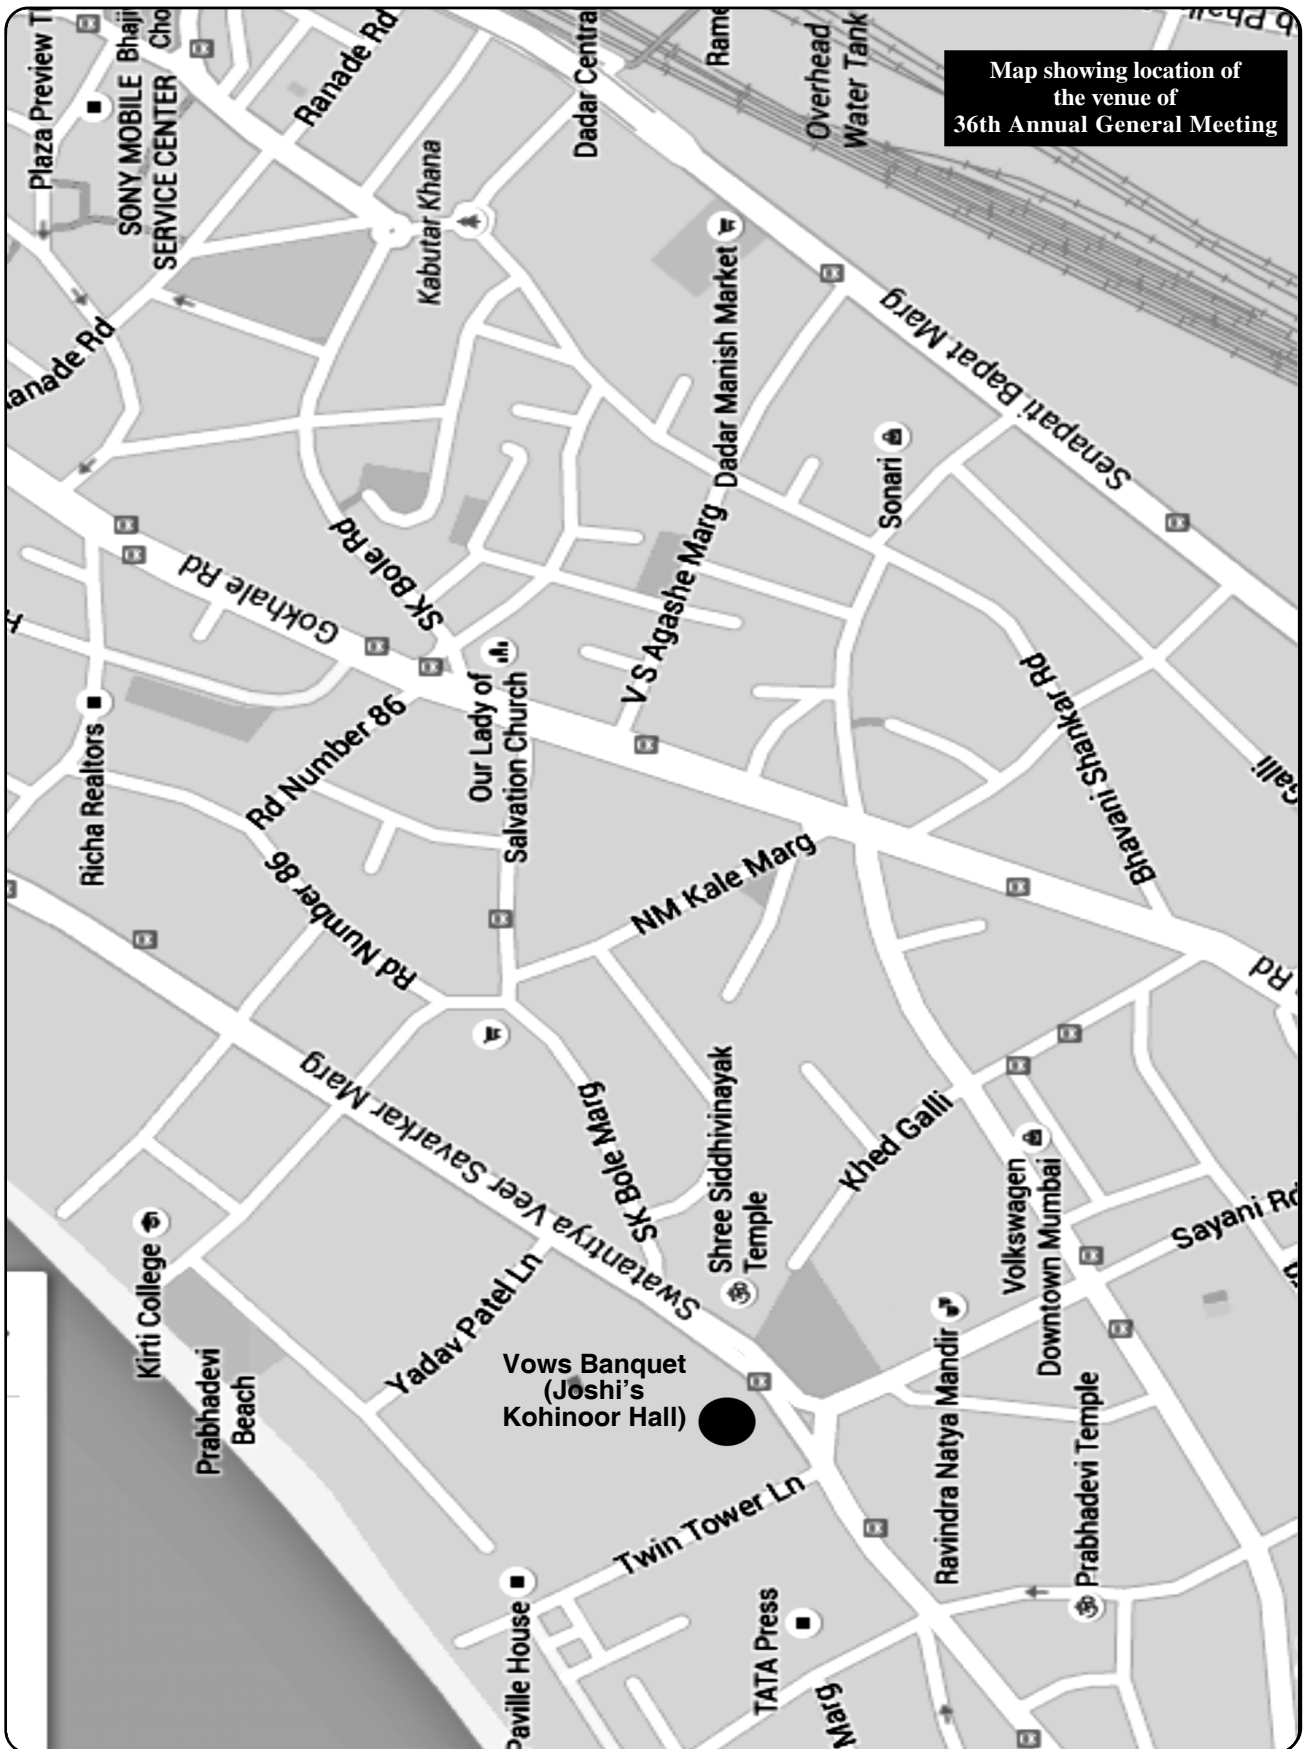 Map showing location of
the venue of
36th Annual General Meeting
Plaza Preview
SONY MOBILE
SERVICE CENTER
Ranade Rd
Kabutar Khana
Dadar
Overhead
Water Tank
Dadar Manish Market
Senapati Bapat Marg
Sonari
SK Bole Rd
Gokhale Rd
V S Agashe Marg
Bhavani Shankar Rd
Galli
Our Lady of
Salvation Church
Richa Realtors
Rd Number 86
Rd Number 86
NM Kale Marg
Rd
Swatantrya Veer Savarkar Marg
SK Bole Marg
Shree Siddhivinayak
Temple
Khed Galli
Volkswagen
Downtown Mumbai
Sayani Rd
Kirti College
Prabhadevi
Beach
Yadav Patel Ln
Vows Banquet
(Joshi's
Kohinoor Hall)
Ravindra Natya Mandir
Prabhadevi Temple
Twin Tower Ln
Paville House
TATA Press
Marg